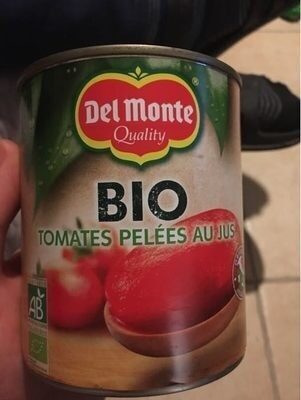 Del Monte
Quality
BIO
TOMATES PELÉES AU JUS
AB